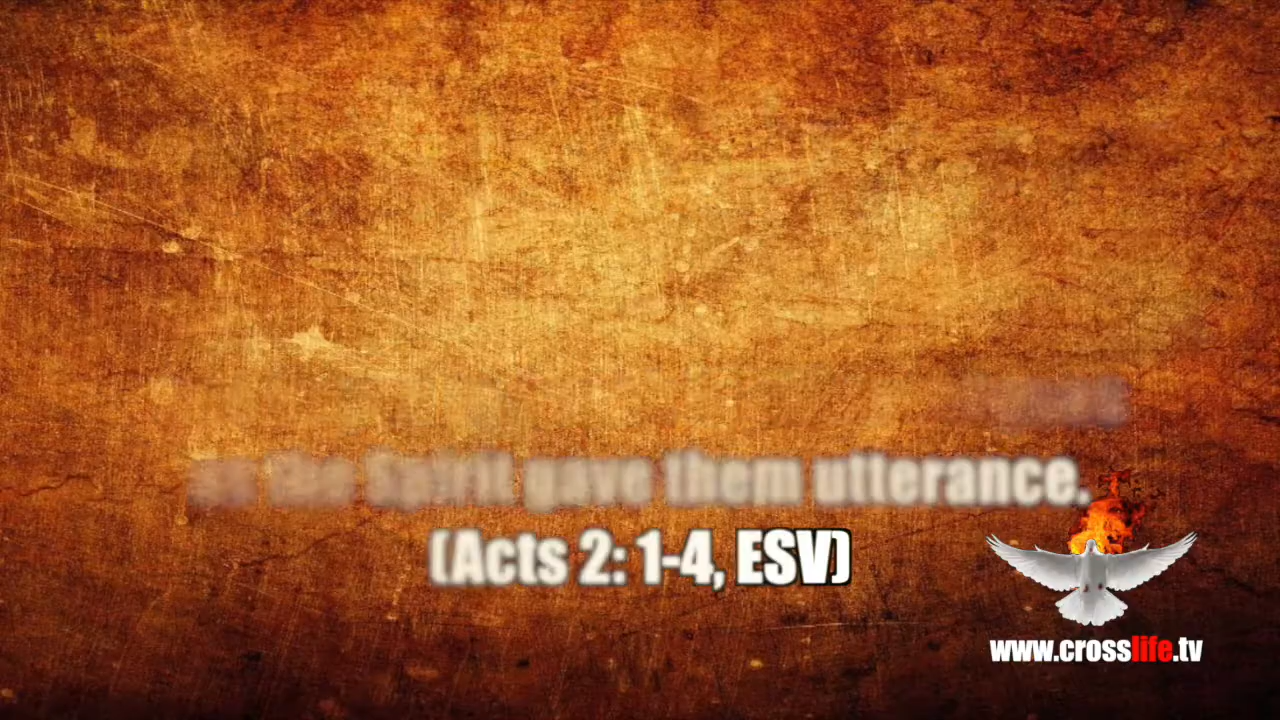 as the Spirit gave them utterance.
(Acts 2: 1-4, ESV)
www.crosslife.tv